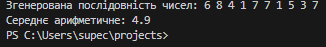 Згенерована послідовність чисел: 6 8 4 1 7 7 1 5 3 7
Середнє арифметичне: 4.9
PS C:\Users\supec\projects>